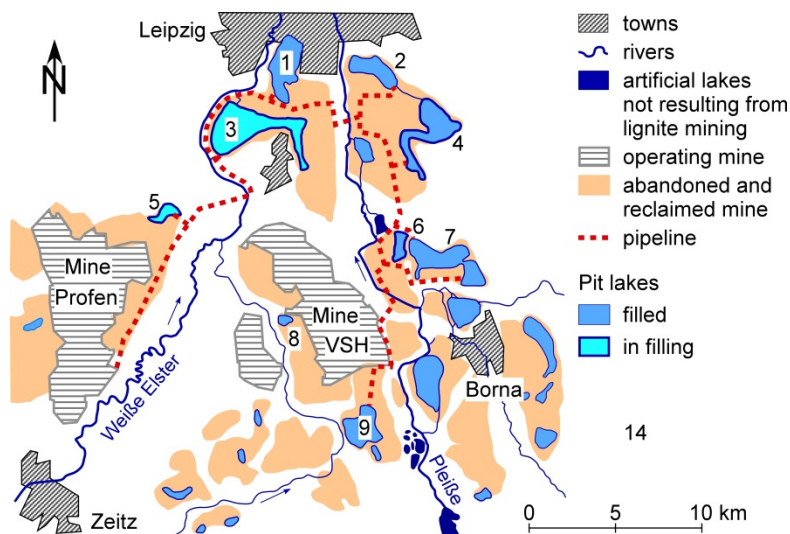 Leipzig
N
1
2
3
4
5
6
7
8
9
Mine
Profen
Mine
VSH
Weiße Elster
Pleiße
Borna
Zeitz
towns
rivers
artificial lakes
not resulting from
lignite mining
operating mine
abandoned and
reclaimed mine
pipeline
Pit lakes
filled
in filling
14
0 5 10 km